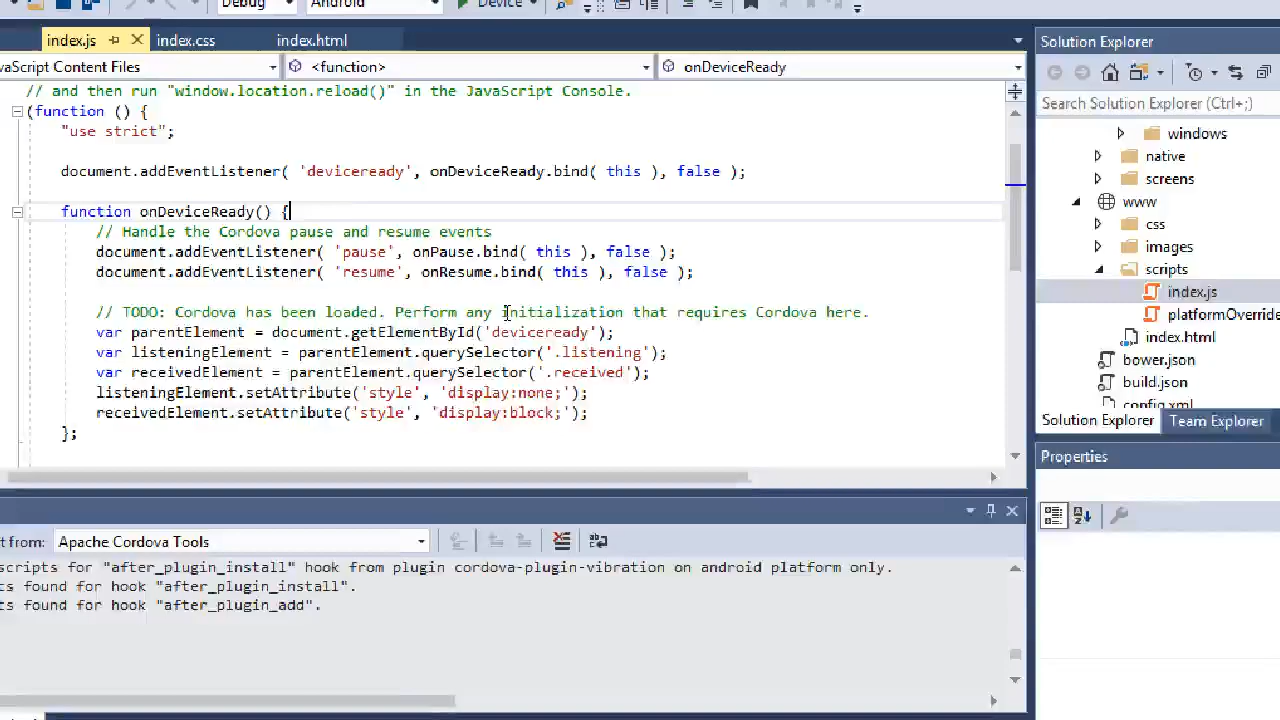 Debug Android Device
index.js index.css index.html
vaScript Content Files <function> onDeviceReady
// and then run "window.location.reload()" in the JavaScript Console.
(function () {
"use strict";
document.addEventListener( 'deviceready', onDeviceReady.bind( this ), false );
function onDeviceReady() {
// Handle the Cordova pause and resume events
document.addEventListener( 'pause', onPause.bind( this ), false );
document.addEventListener( 'resume', onResume.bind( this ), false );
// TODO: Cordova has been loaded. Perform any initialization that requires Cordova here.
var parentElement = document.getElementById('deviceready');
var listeningElement = parentElement.querySelector('.listening');
var receivedElement = parentElement.querySelector('.received');
listeningElement.setAttribute('style', 'display:none;');
receivedElement.setAttribute('style', 'display:block;');
};
t from: Apache Cordova Tools
scripts for "after_plugin_install" hook from plugin cordova-plugin-vibration on android platform only.
ts found for hook "after_plugin_install".
ts found for hook "after_plugin_add".
Solution Explorer
Search Solution Explorer (Ctrl+;)
windows
native
screens
www
css
images
scripts
index.js
platformOverride
index.html
bower.json
build.json
config.xml
Solution Explorer Team Explorer
Properties